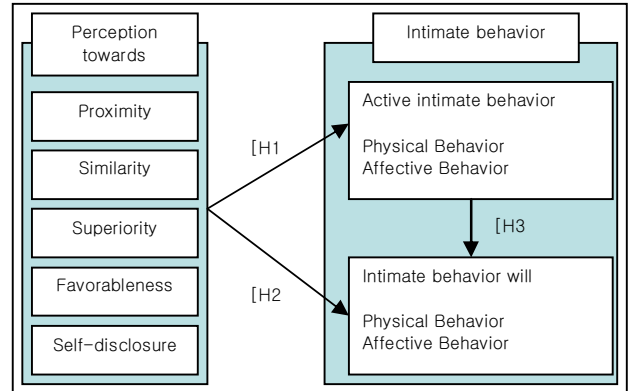 Perception
towards
Proximity
Similarity
Superiority
Favorableness
Self-disclosure
[H1
[H2
Intimate behavior
Active intimate behavior
Physical Behavior
Affective Behavior
[H3
Intimate behavior will
Physical Behavior
Affective Behavior